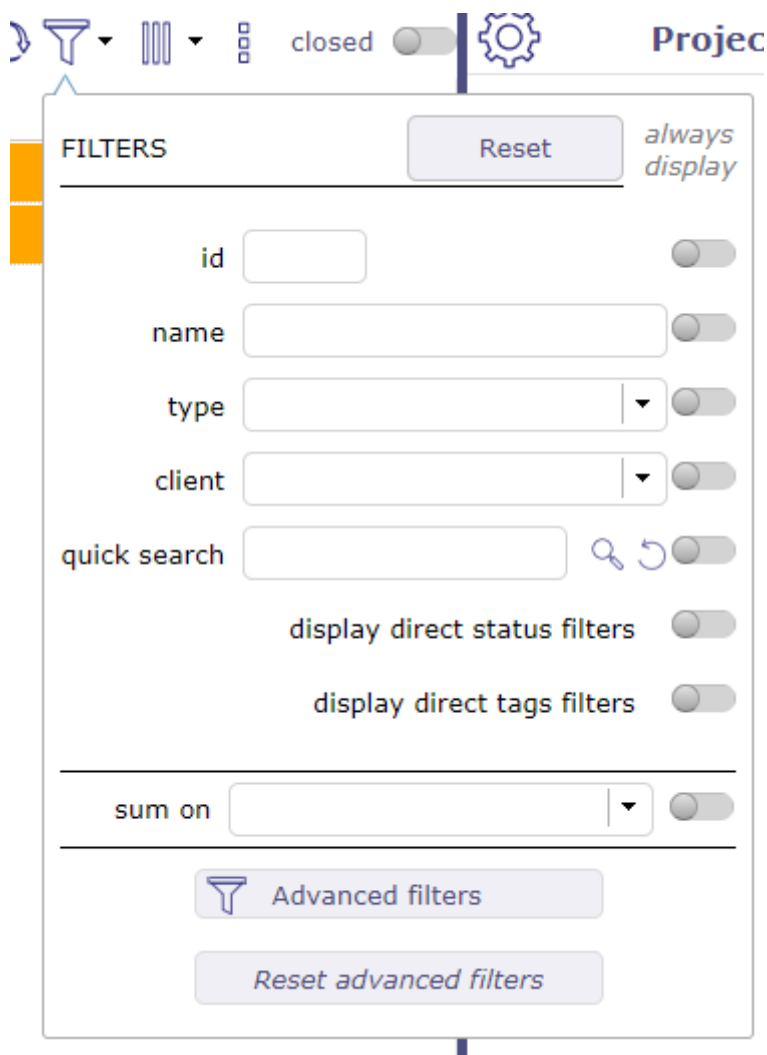 closed
Projec
FILTERS
Reset
always
display
id
name
type
client
quick search
display direct status filters
display direct tags filters
sum on
Advanced filters
Reset advanced filters